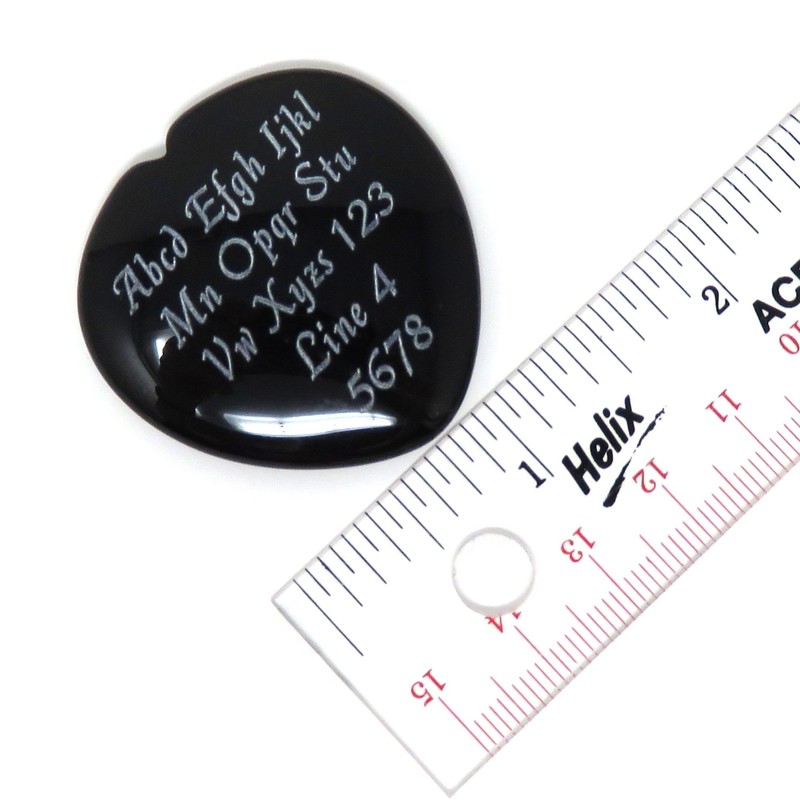 Abcd Efgh Ijkl
Mn Opqr Stu
Vw Xyzs 123
Line 4
5678
1
2
Helix
10
11
12
13
14
15